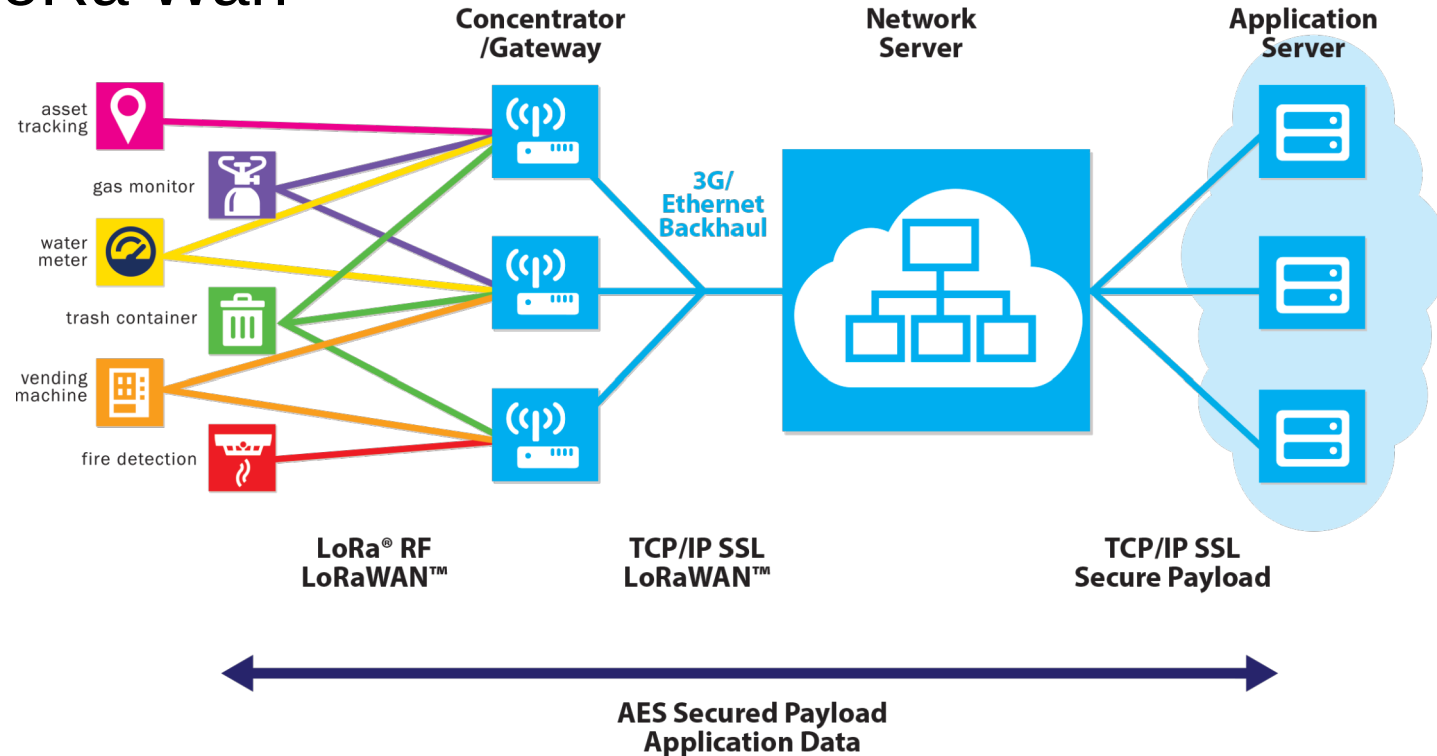 Concentrator
/Gateway
Network
Server
Application
Server
asset
tracking
gas monitor
water
meter
trash container
vending
machine
fire detection
3G/
Ethernet
Backhaul
LoRa® RF
LoRaWAN™
TCP/IP SSL
LoRaWAN™
TCP/IP SSL
Secure Payload
AES Secured Payload
Application Data